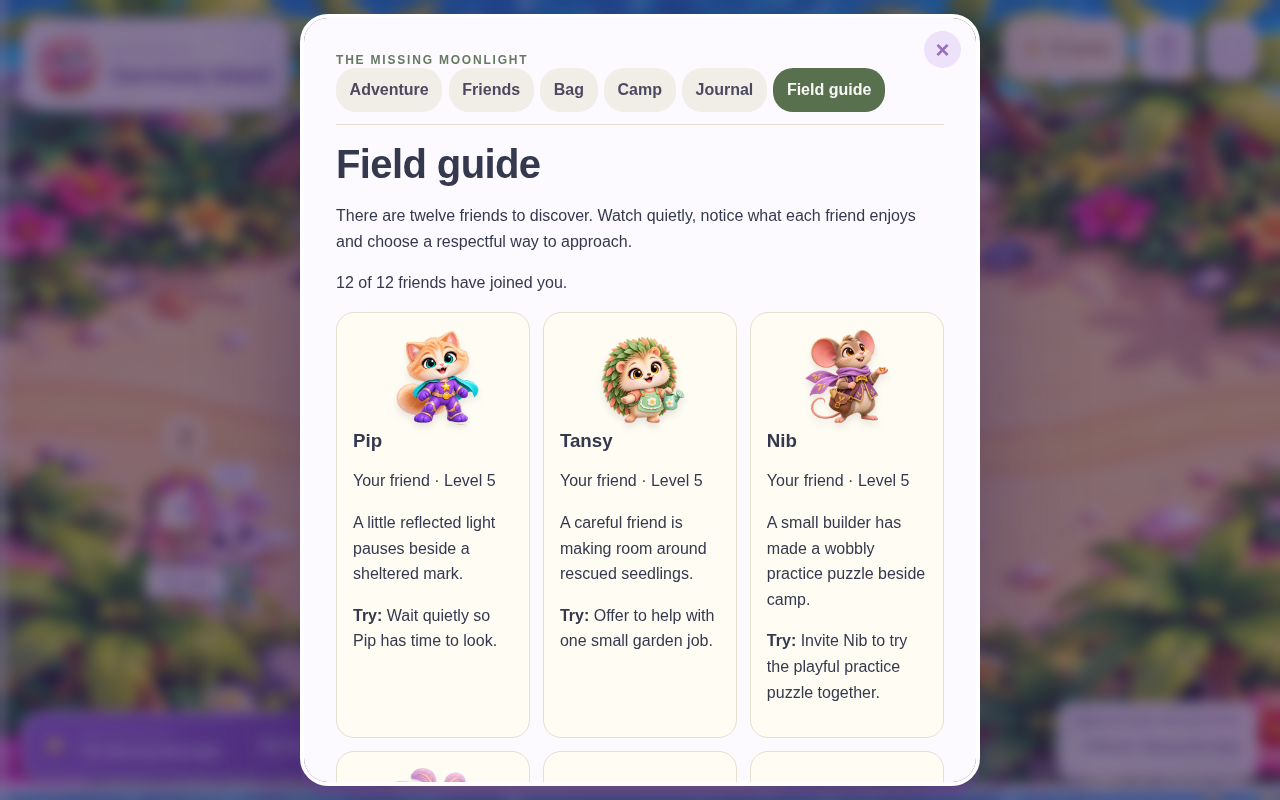 THE MISSING MOONLIGHT
Adventure
Friends
Bag
Camp
Journal
Field guide
×
Field guide
There are twelve friends to discover. Watch quietly, notice what each friend enjoys
and choose a respectful way to approach.
12 of 12 friends have joined you.
Pip
Your friend · Level 5
A little reflected light
pauses beside a
sheltered mark.
Try: Wait quietly so
Pip has time to look.
Tansy
Your friend · Level 5
A careful friend is
making room around
rescued seedlings.
Try: Offer to help with
one small garden job.
Nib
Your friend · Level 5
A small builder has
made a wobbly
practice puzzle beside
camp.
Try: Invite Nib to try
the playful practice
puzzle together.